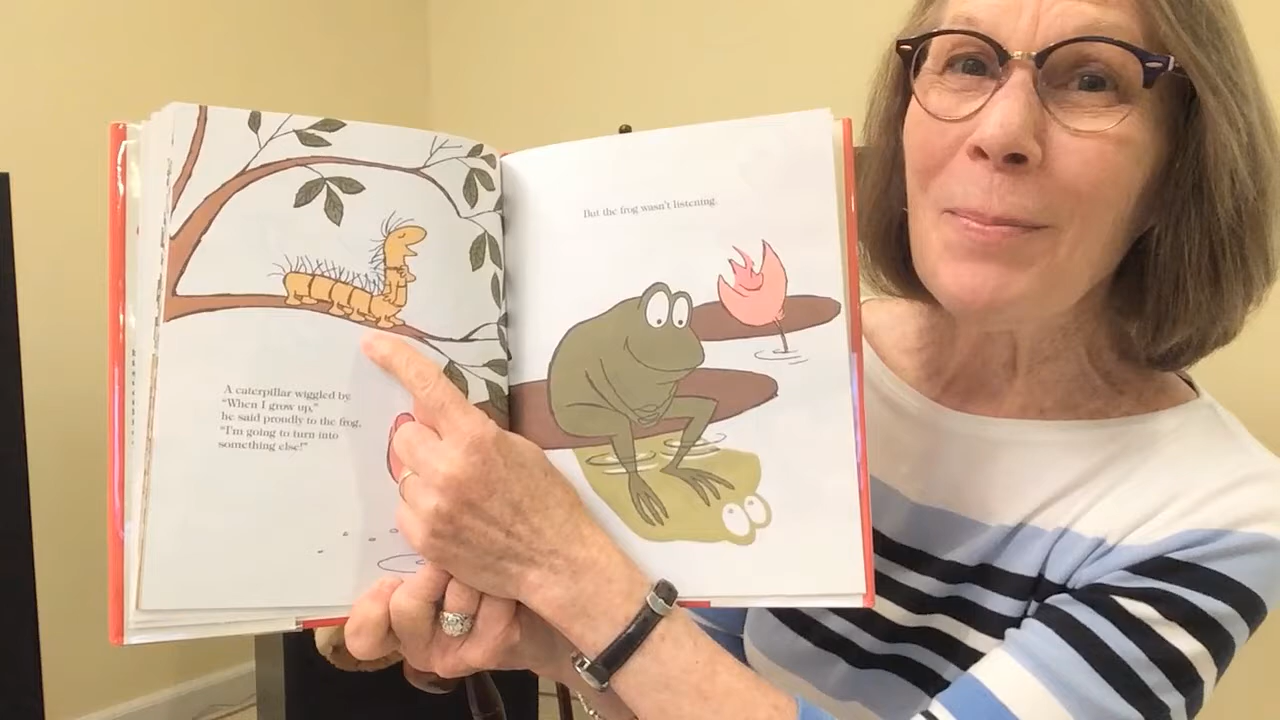 A caterpillar wiggled by.
"When I grow up,"
he said proudly to the frog,
"I'm going to turn into
something else!"
But the frog wasn't listening.